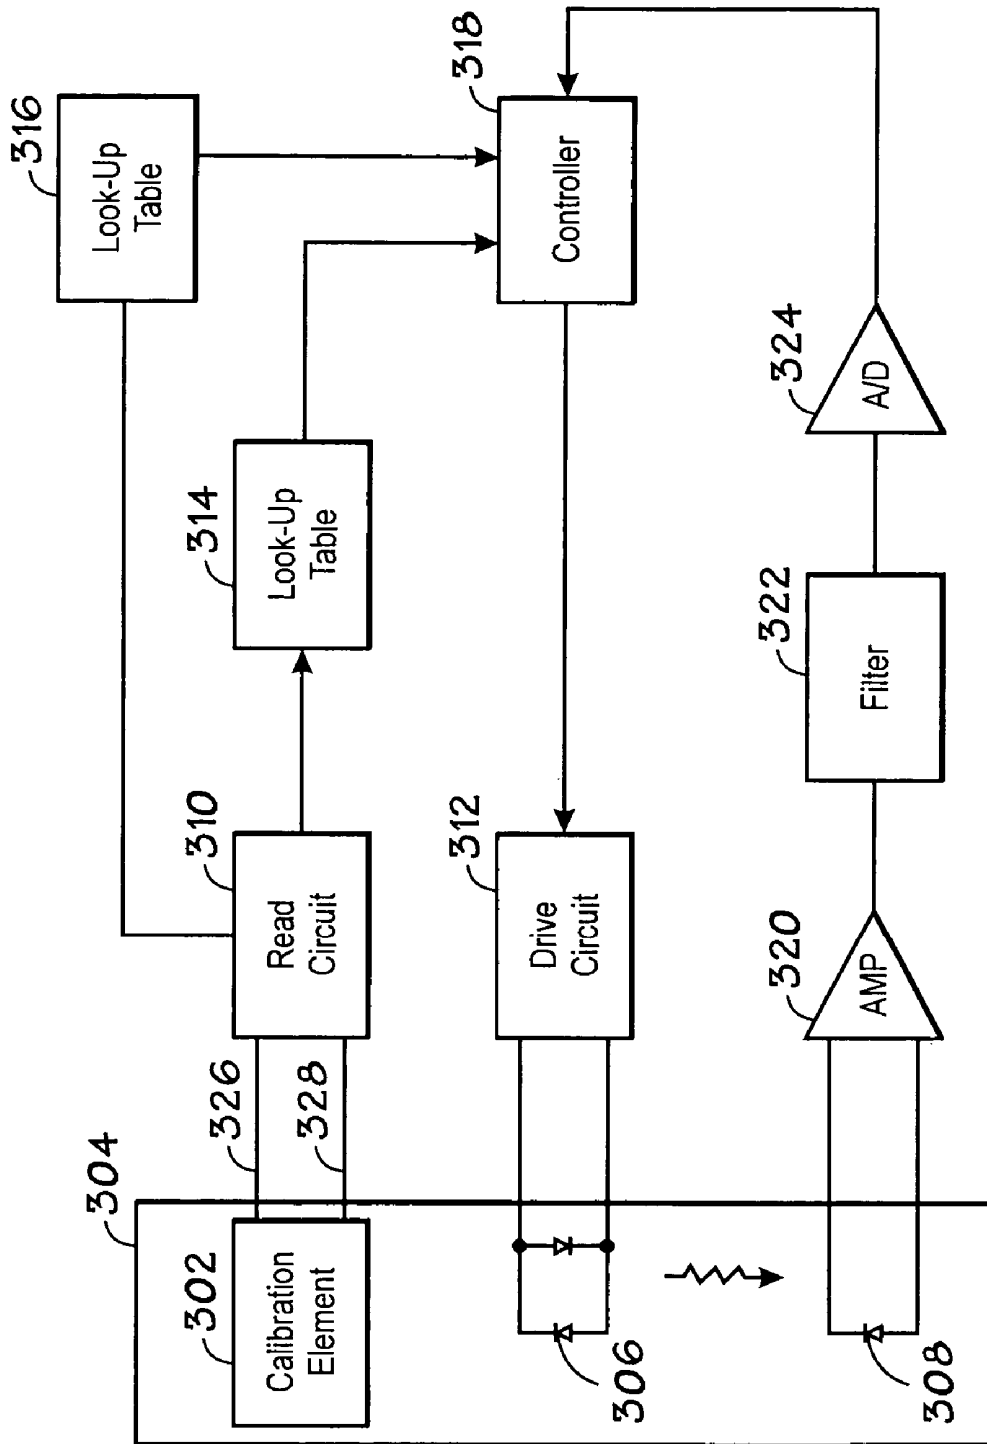 304
302
Calibration
Element
326
328
310
Read
Circuit
314
Look-Up
Table
316
Look-Up
Table
306
312
Drive
Circuit
318
Controller
308
320
AMP
322
Filter
324
A/D